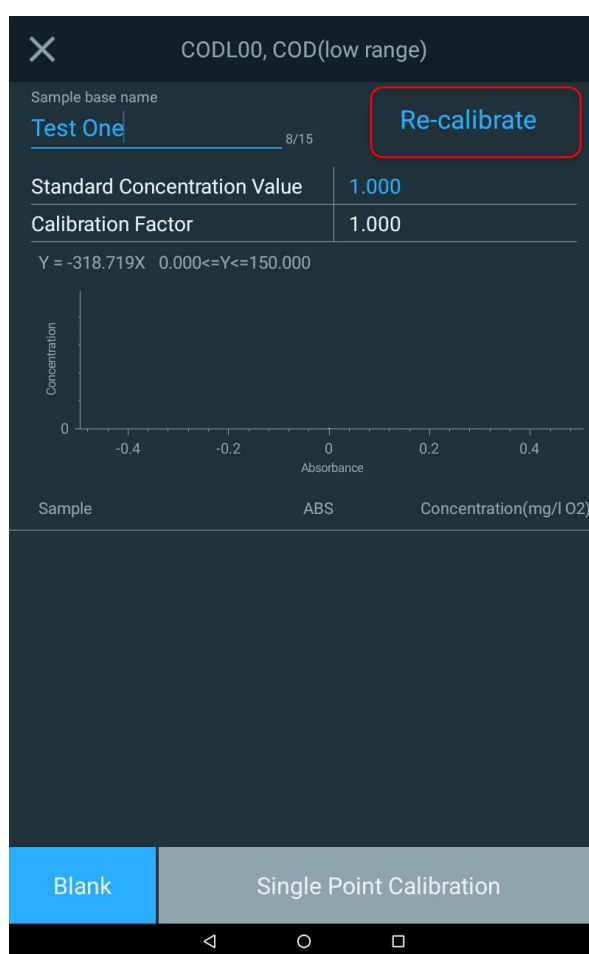 CODL00, COD(low range)
Sample base name
Test One
8/15
Re-calibrate
Standard Concentration Value 1.000
Calibration Factor 1.000
Y = -318.719X 0.000<=Y<=150.000
Concentration
0
-0.4 -0.2 0 0.2 0.4
Absorbance
Sample ABS Concentration(mg/l O2)
Blank Single Point Calibration